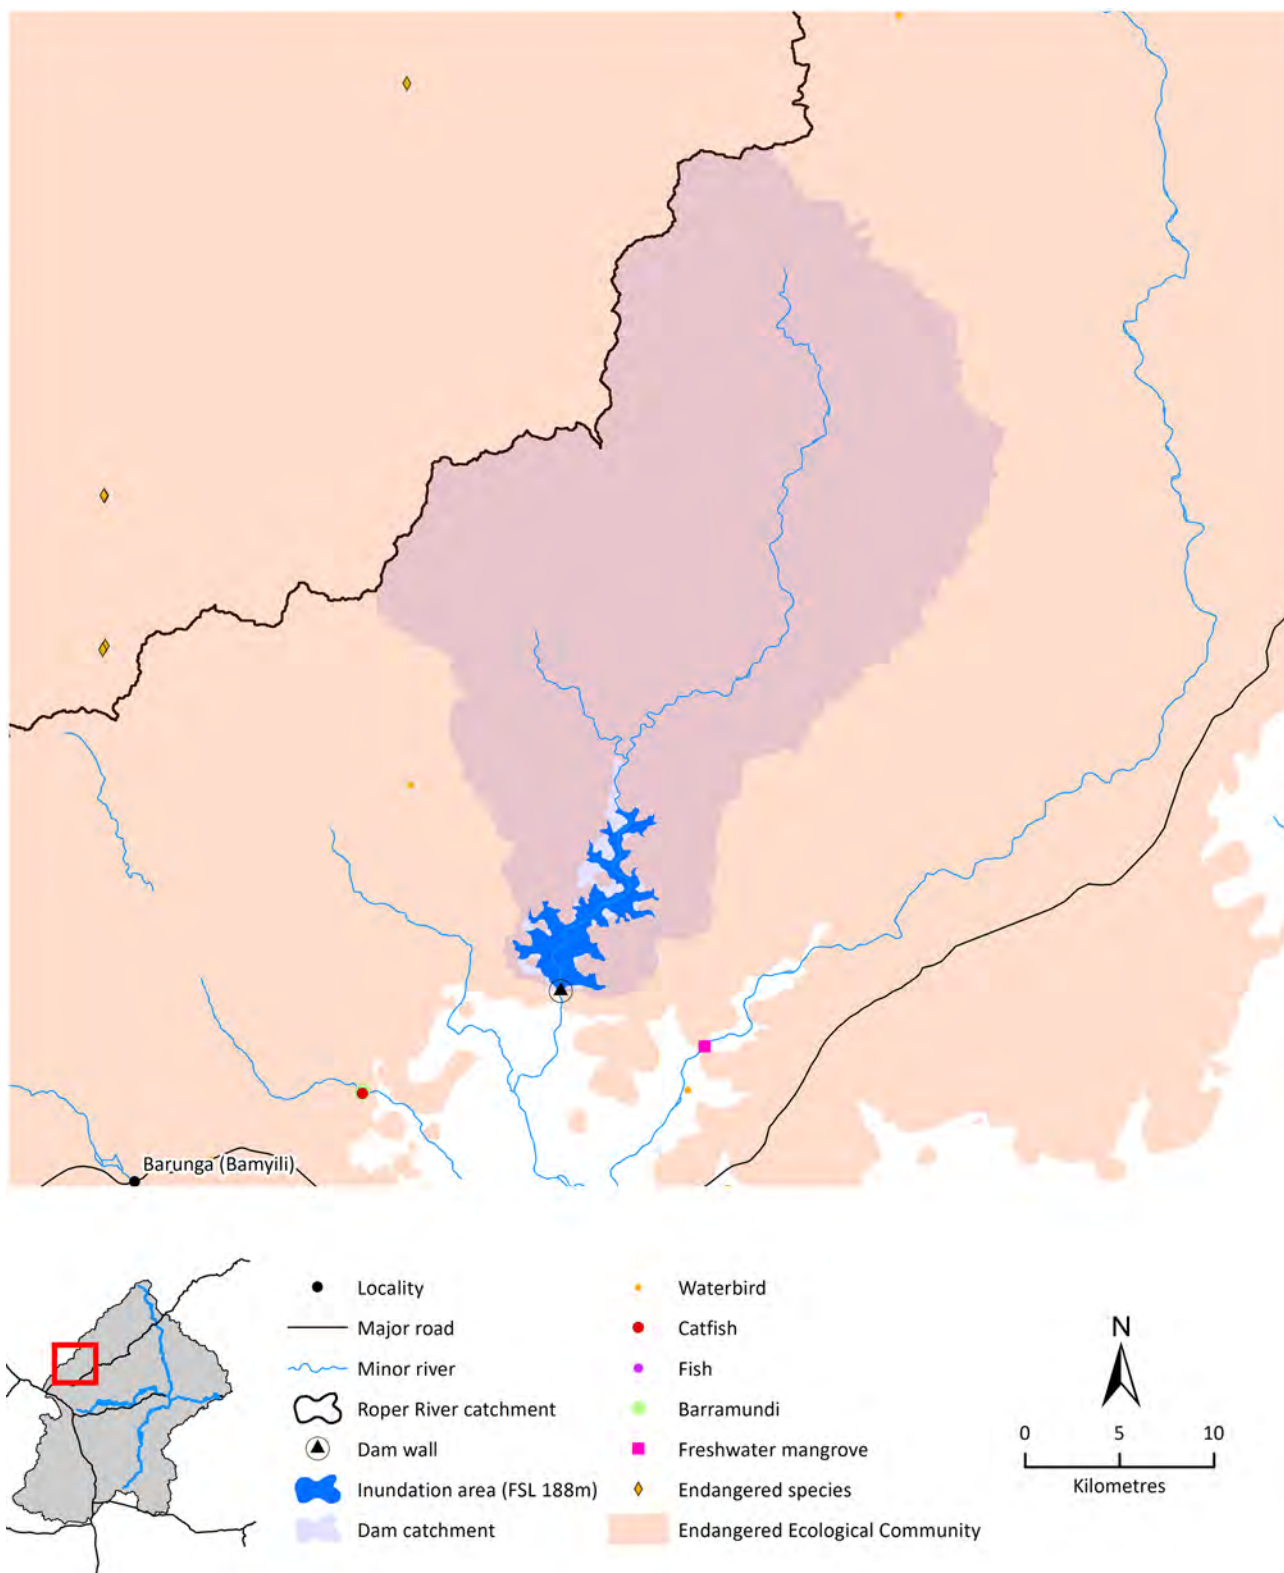 Barunga (Bamyili)
Locality
Major road
Minor river
Roper River catchment
Dam wall
Inundation area (FSL 188m)
Dam catchment
Waterbird
Catfish
Fish
Barramundi
Freshwater mangrove
Endangered species
Endangered Ecological Community
N
0 5 10
Kilometres